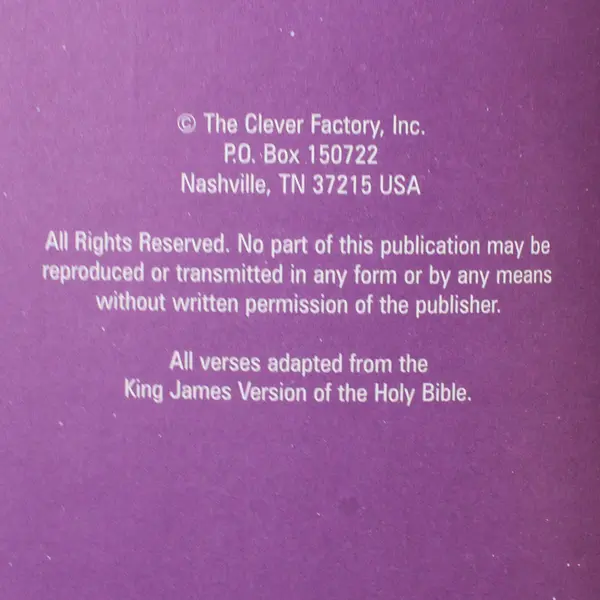 © The Clever Factory, Inc.
P.O. Box 150722
Nashville, TN 37215 USA
All Rights Reserved. No part of this publication may be
reproduced or transmitted in any form or by any means
without written permission of the publisher.
All verses adapted from the
King James Version of the Holy Bible.